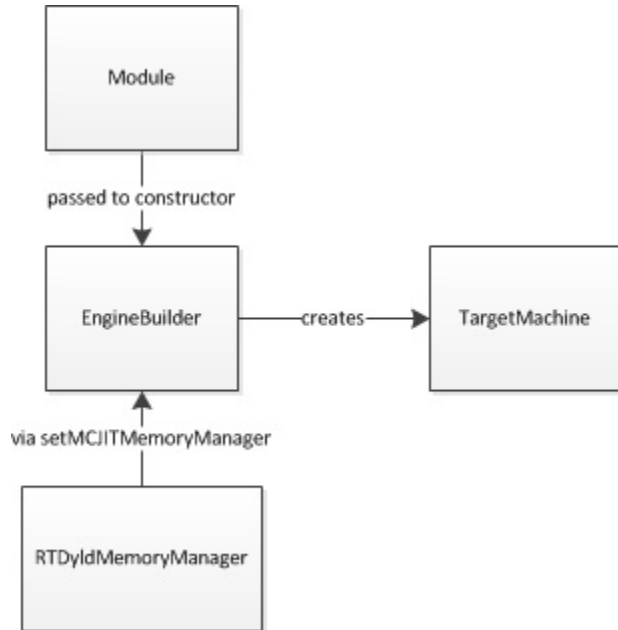 Module
passed to constructor
EngineBuilder
creates
TargetMachine
via setMCJITMemoryManager
RTDyldMemoryManager